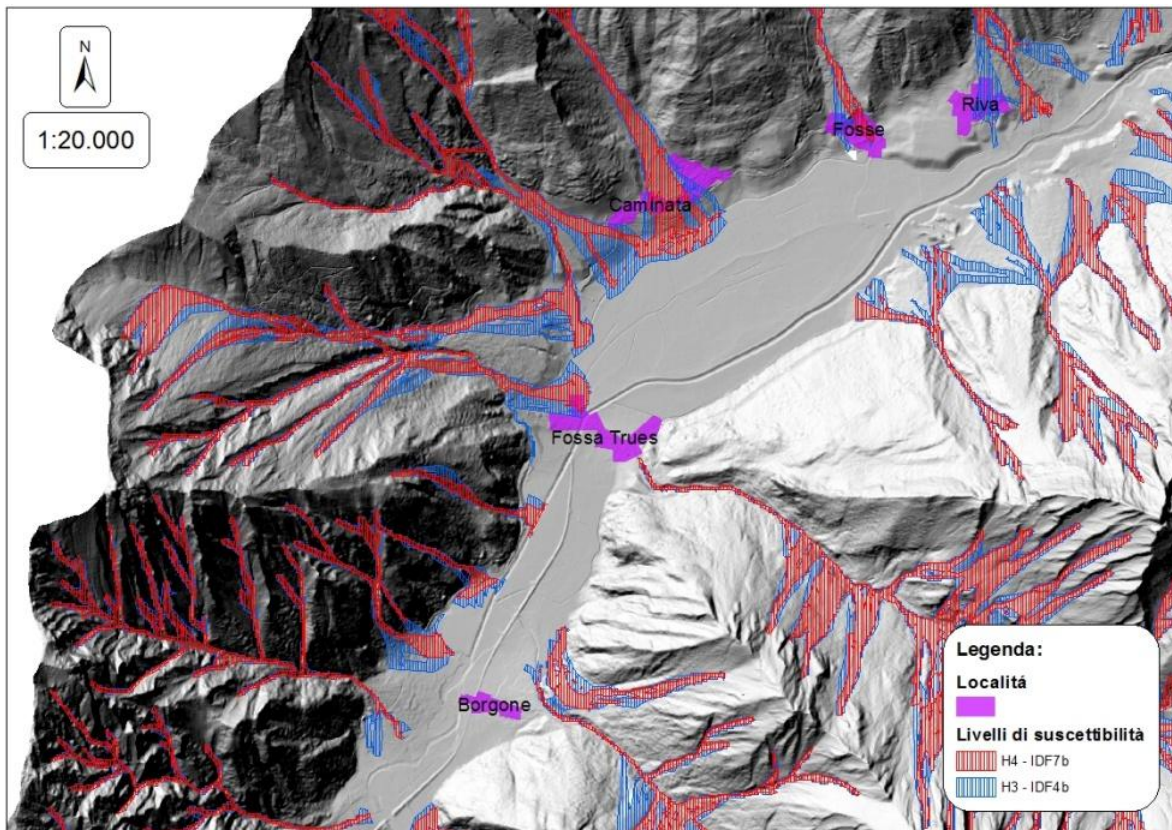 N
1:20.000
Riva
Fosse
Caminata
Fossa Trues
Borgone
Legenda:
Localitá
Livelli di suscettibilità
H4 - IDF7b
H3 - IDF4b